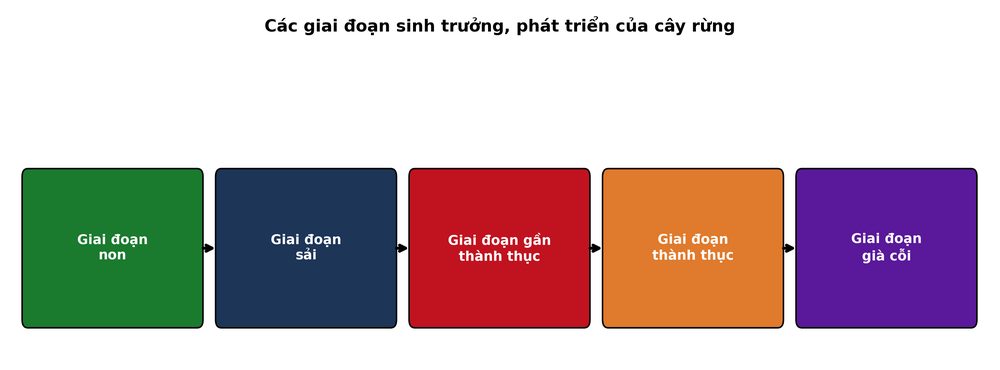 Các giai đoạn sinh trưởng, phát triển của cây rừng
Giai đoạn
non
Giai đoạn
sải
Giai đoạn gần
thành thục
Giai đoạn
thành thục
Giai đoạn
già cỗi